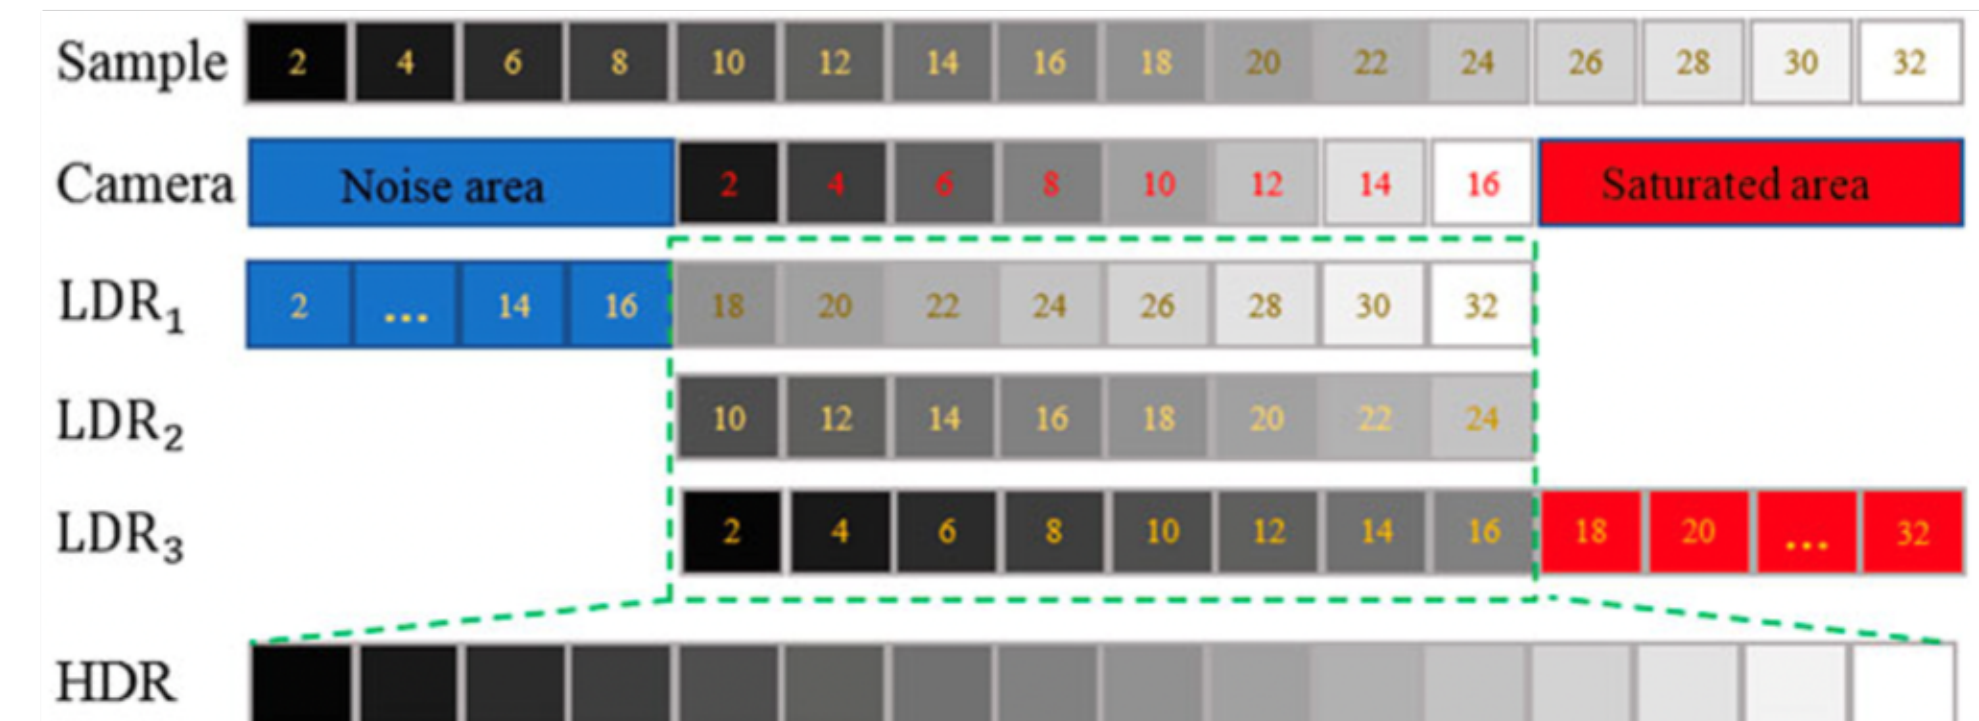 Sample 2 4 6 8 10 12 14 16 18 20 22 24 26 28 30 32
Camera Noise area 2 4 6 8 10 12 14 16 Saturated area
LDR₁ 2 ... 14 16 18 20 22 24 26 28 30 32
LDR₂ 10 12 14 16 18 20 22 24
LDR₃ 2 4 6 8 10 12 14 16 18 20 ... 32
HDR